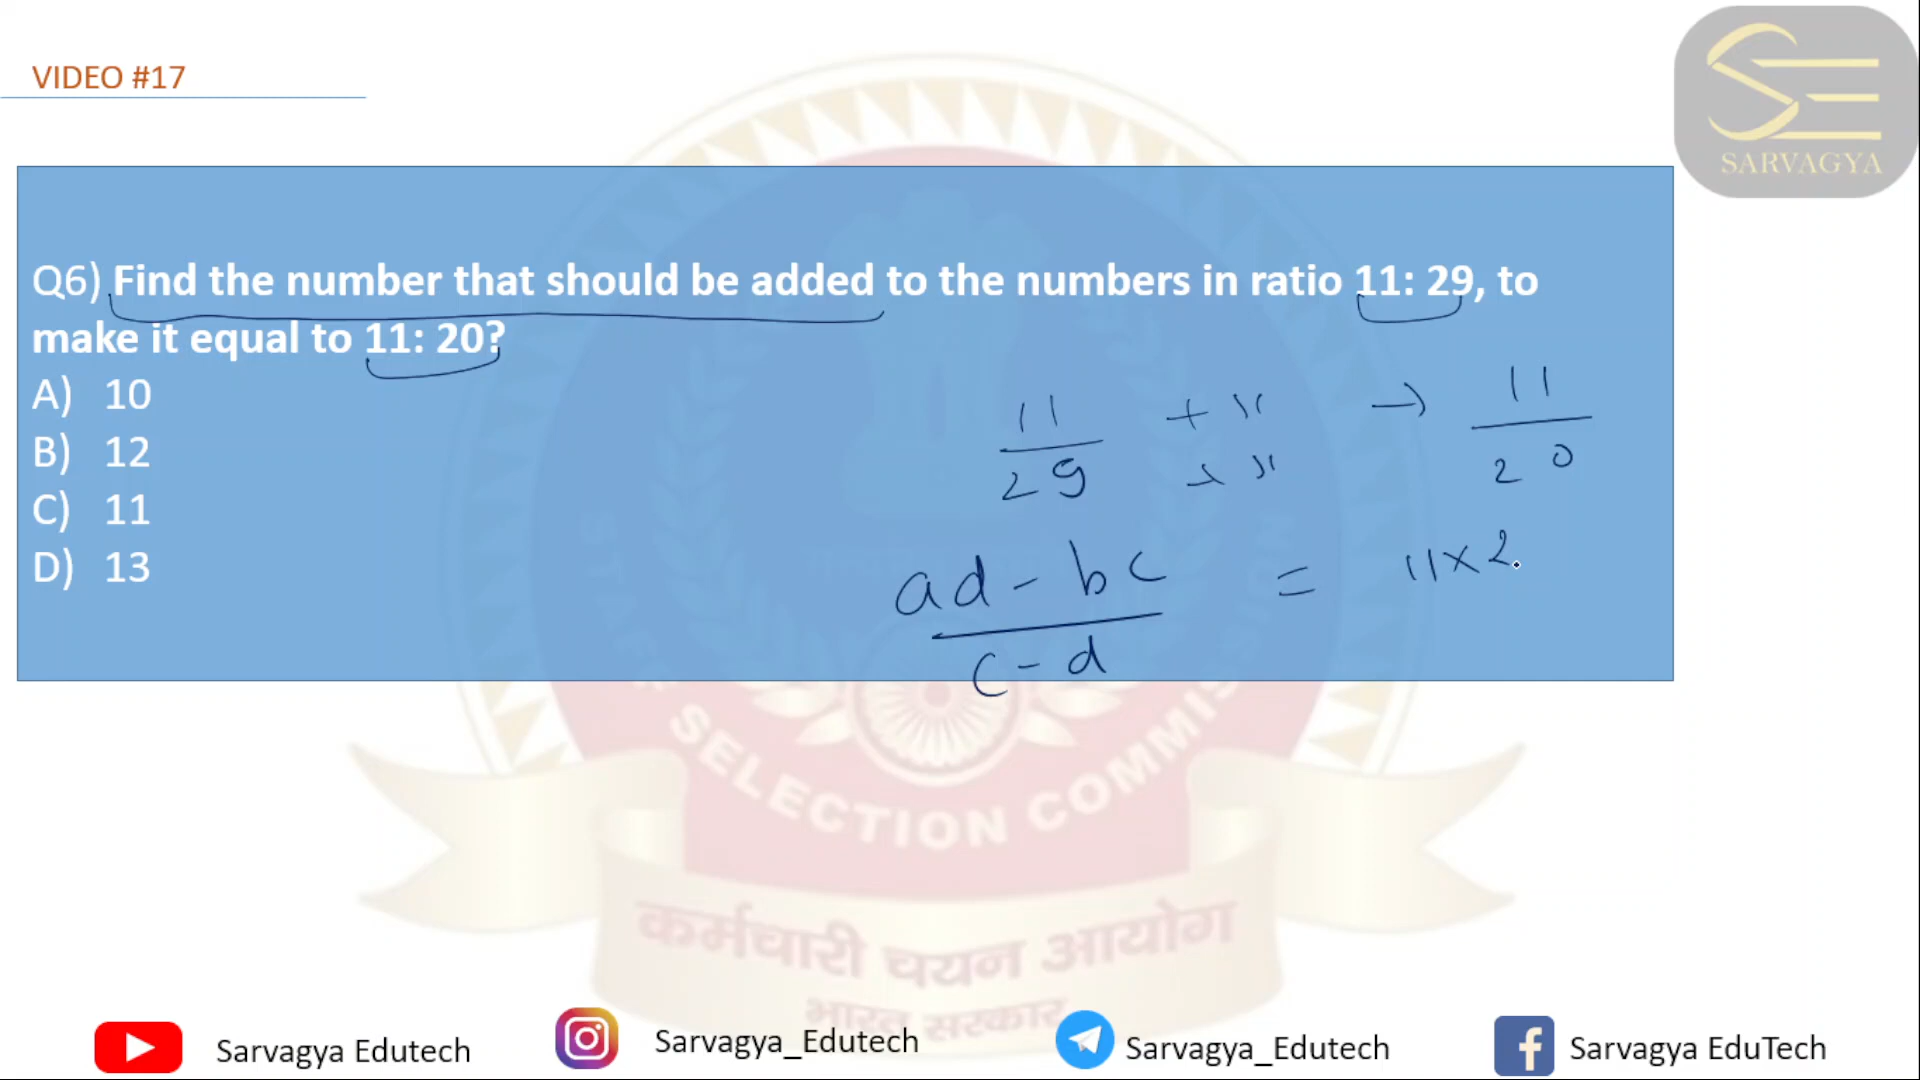 VIDEO #17
SARVAGYA
Q6) Find the number that should be added to the numbers in ratio 11: 29, to
make it equal to 11: 20?
A) 10
B) 12
C) 11
D) 13
11 + x → 11
29 + x 20
ad - bc = 11×2
c - d
SELECTION COMMISSION
कर्मचारी चयन आयोग
भारत सरकार
Sarvagya Edutech
Sarvagya_Edutech
Sarvagya_Edutech
Sarvagya EduTech